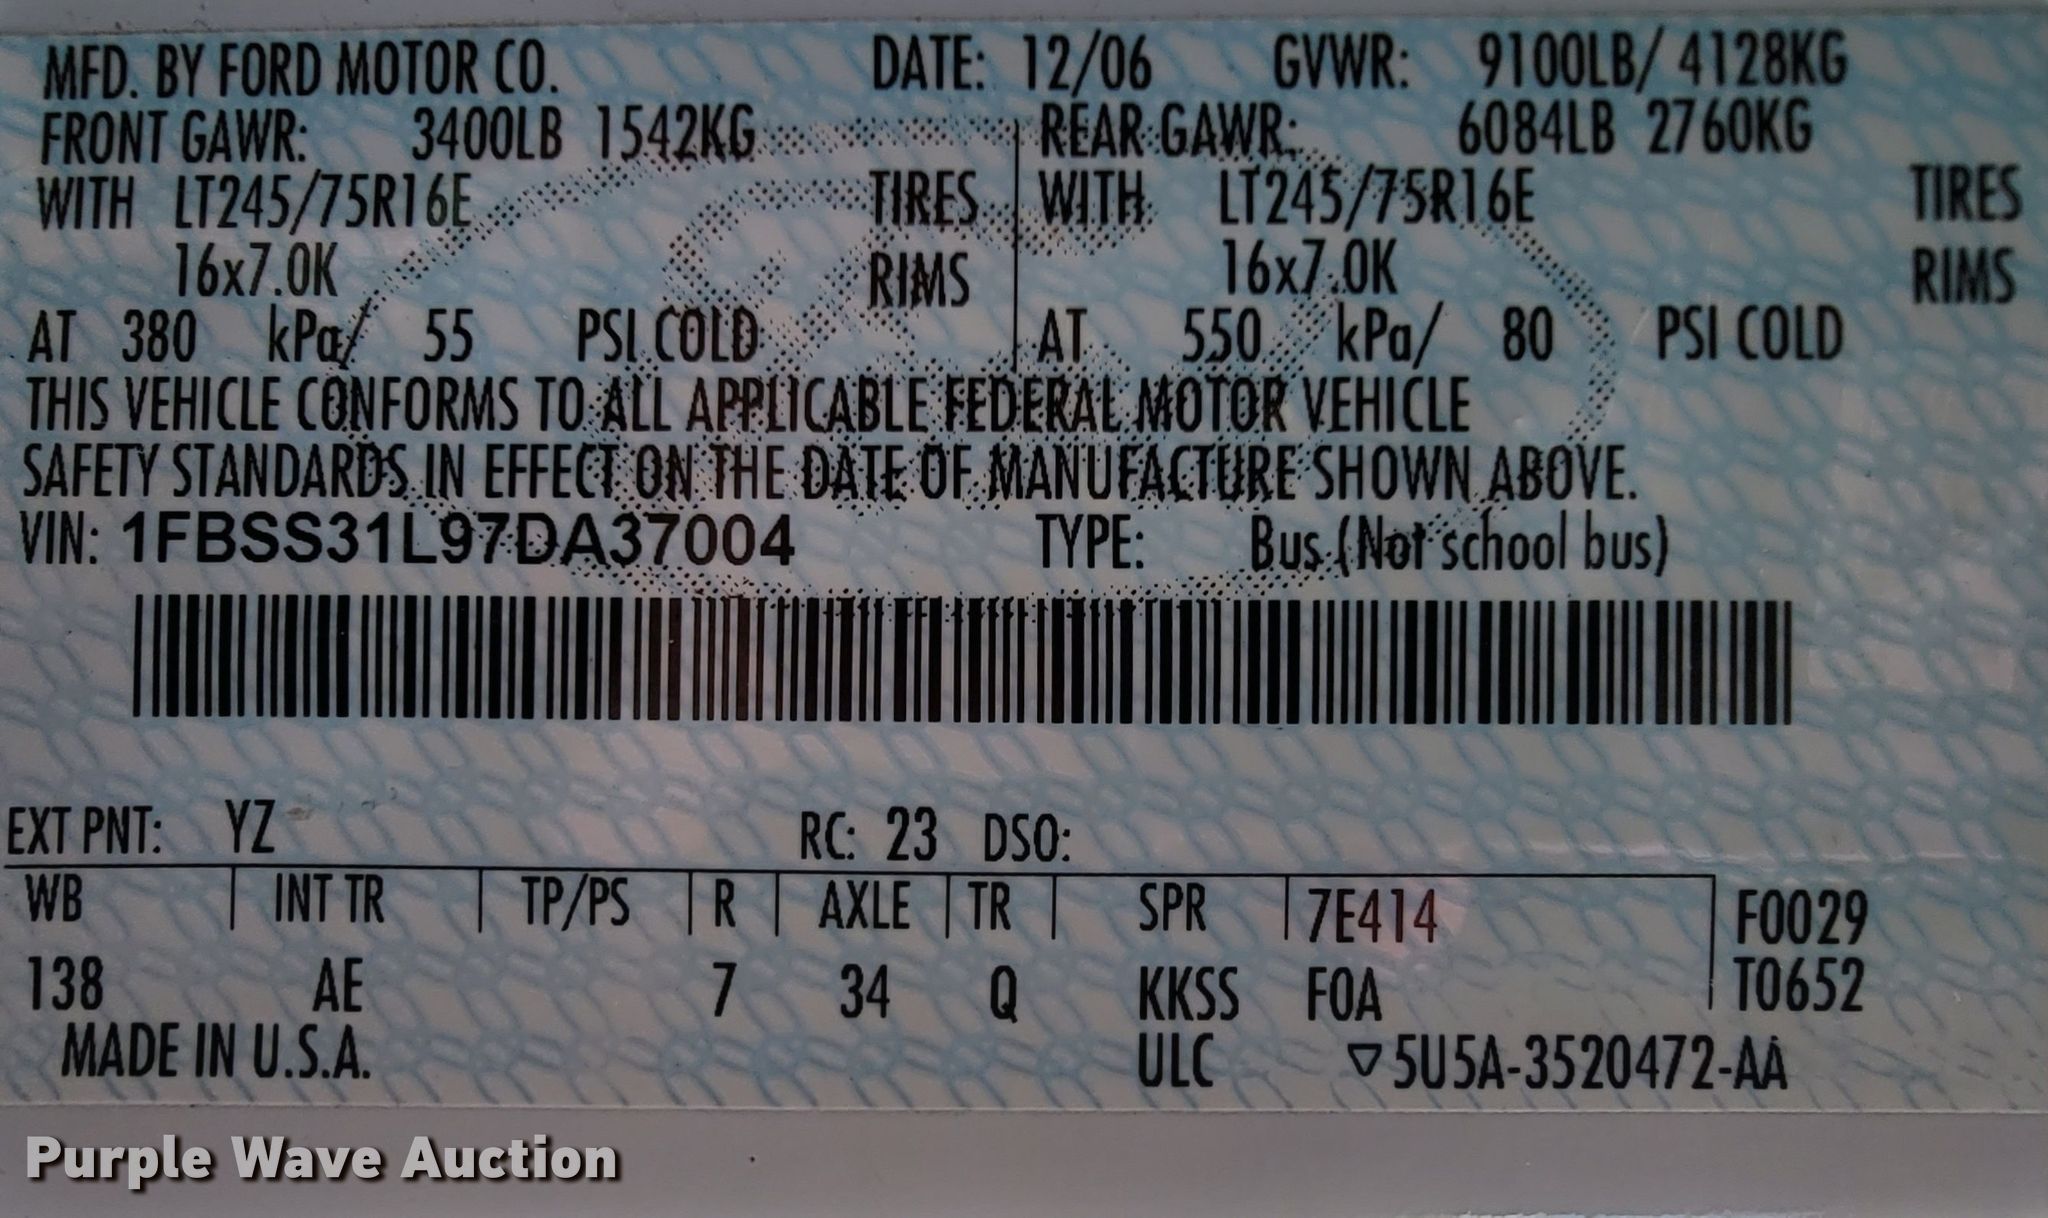 MFD. BY FORD MOTOR CO. DATE: 12/06 GVWR: 9100LB/ 4128KG
FRONT GAWR: 3400LB 1542KG REAR GAWR: 6084LB 2760KG
WITH LT245/75R16E TIRES WITH LT245/75R16E TIRES
16x7.0K RIMS 16x7.0K RIMS
AT 380 kPa/ 55 PSI COLD AT 550 kPa/ 80 PSI COLD
THIS VEHICLE CONFORMS TO ALL APPLICABLE FEDERAL MOTOR VEHICLE
SAFETY STANDARDS IN EFFECT ON THE DATE OF MANUFACTURE SHOWN ABOVE.
VIN: 1FBSS31L97DA37004 TYPE: Bus (Not school bus)
EXT PNT: YZ RC: 23 DSO:
WB INT TR TP/PS R AXLE TR SPR 7E414 F0029
138 AE 7 34 Q KKSS FOA T0652
MADE IN U.S.A. ULC ▽5U5A-3520472-AA
Purple Wave Auction